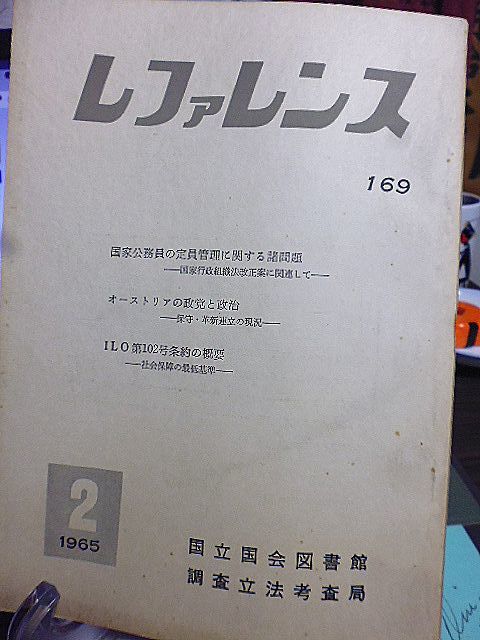 レファレンス
169
国家公務員の定員管理に関する諸問題
――国家行政組織法改正案に関連して――
オーストリアの政党と政治
――保守・革新連立の現況――
ILO第102号条約の概要
――社会保障の最低基準――
2
1965
国立国会図書館
調査立法考査局